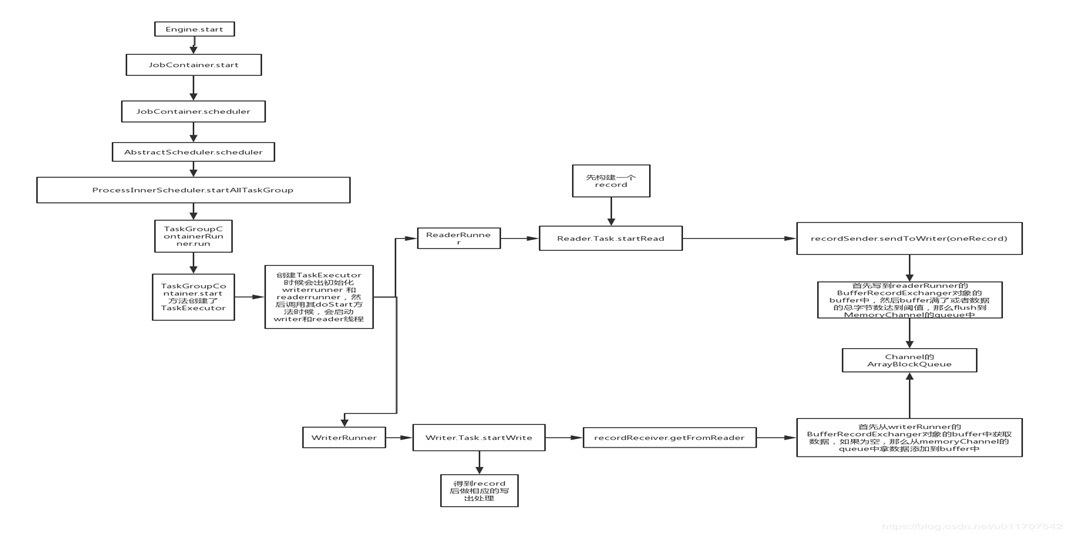 Engine.start
JobContainer.start
JobContainer.scheduler
AbstractScheduler.scheduler
ProcessInnerScheduler.startAllTaskGroup
TaskGroupC
ontainerRun
ner.run
TaskGroupCo
ntainer.start
方法创建了
TaskExecutor
创建TaskExecutor
时候会出初始化
writerrunner 和
readerrunner，然
后调用其doStart方
法时候，会启动
writer和reader线程
ReaderRunne
r
先构建一个
record
Reader.Task.startRead
recordSender.sendToWriter(oneRecord)
首先写到readerRunner的
BufferRecordExchanger对象的
buffer中，然后buffer满了或者数据
的总字节数达到阈值，那么flush到
MemoryChannel的queue中
Channel的
ArrayBlockQueue
WriterRunner
Writer.Task.startWrite
recordReceiver.getFromReader
首先从writerRunner的
BufferRecordExchanger对象的buffer中获取
数据，如果为空，那么从memoryChannel的
queue中拿数据添加到buffer中
得到record
后做相应的写
出处理